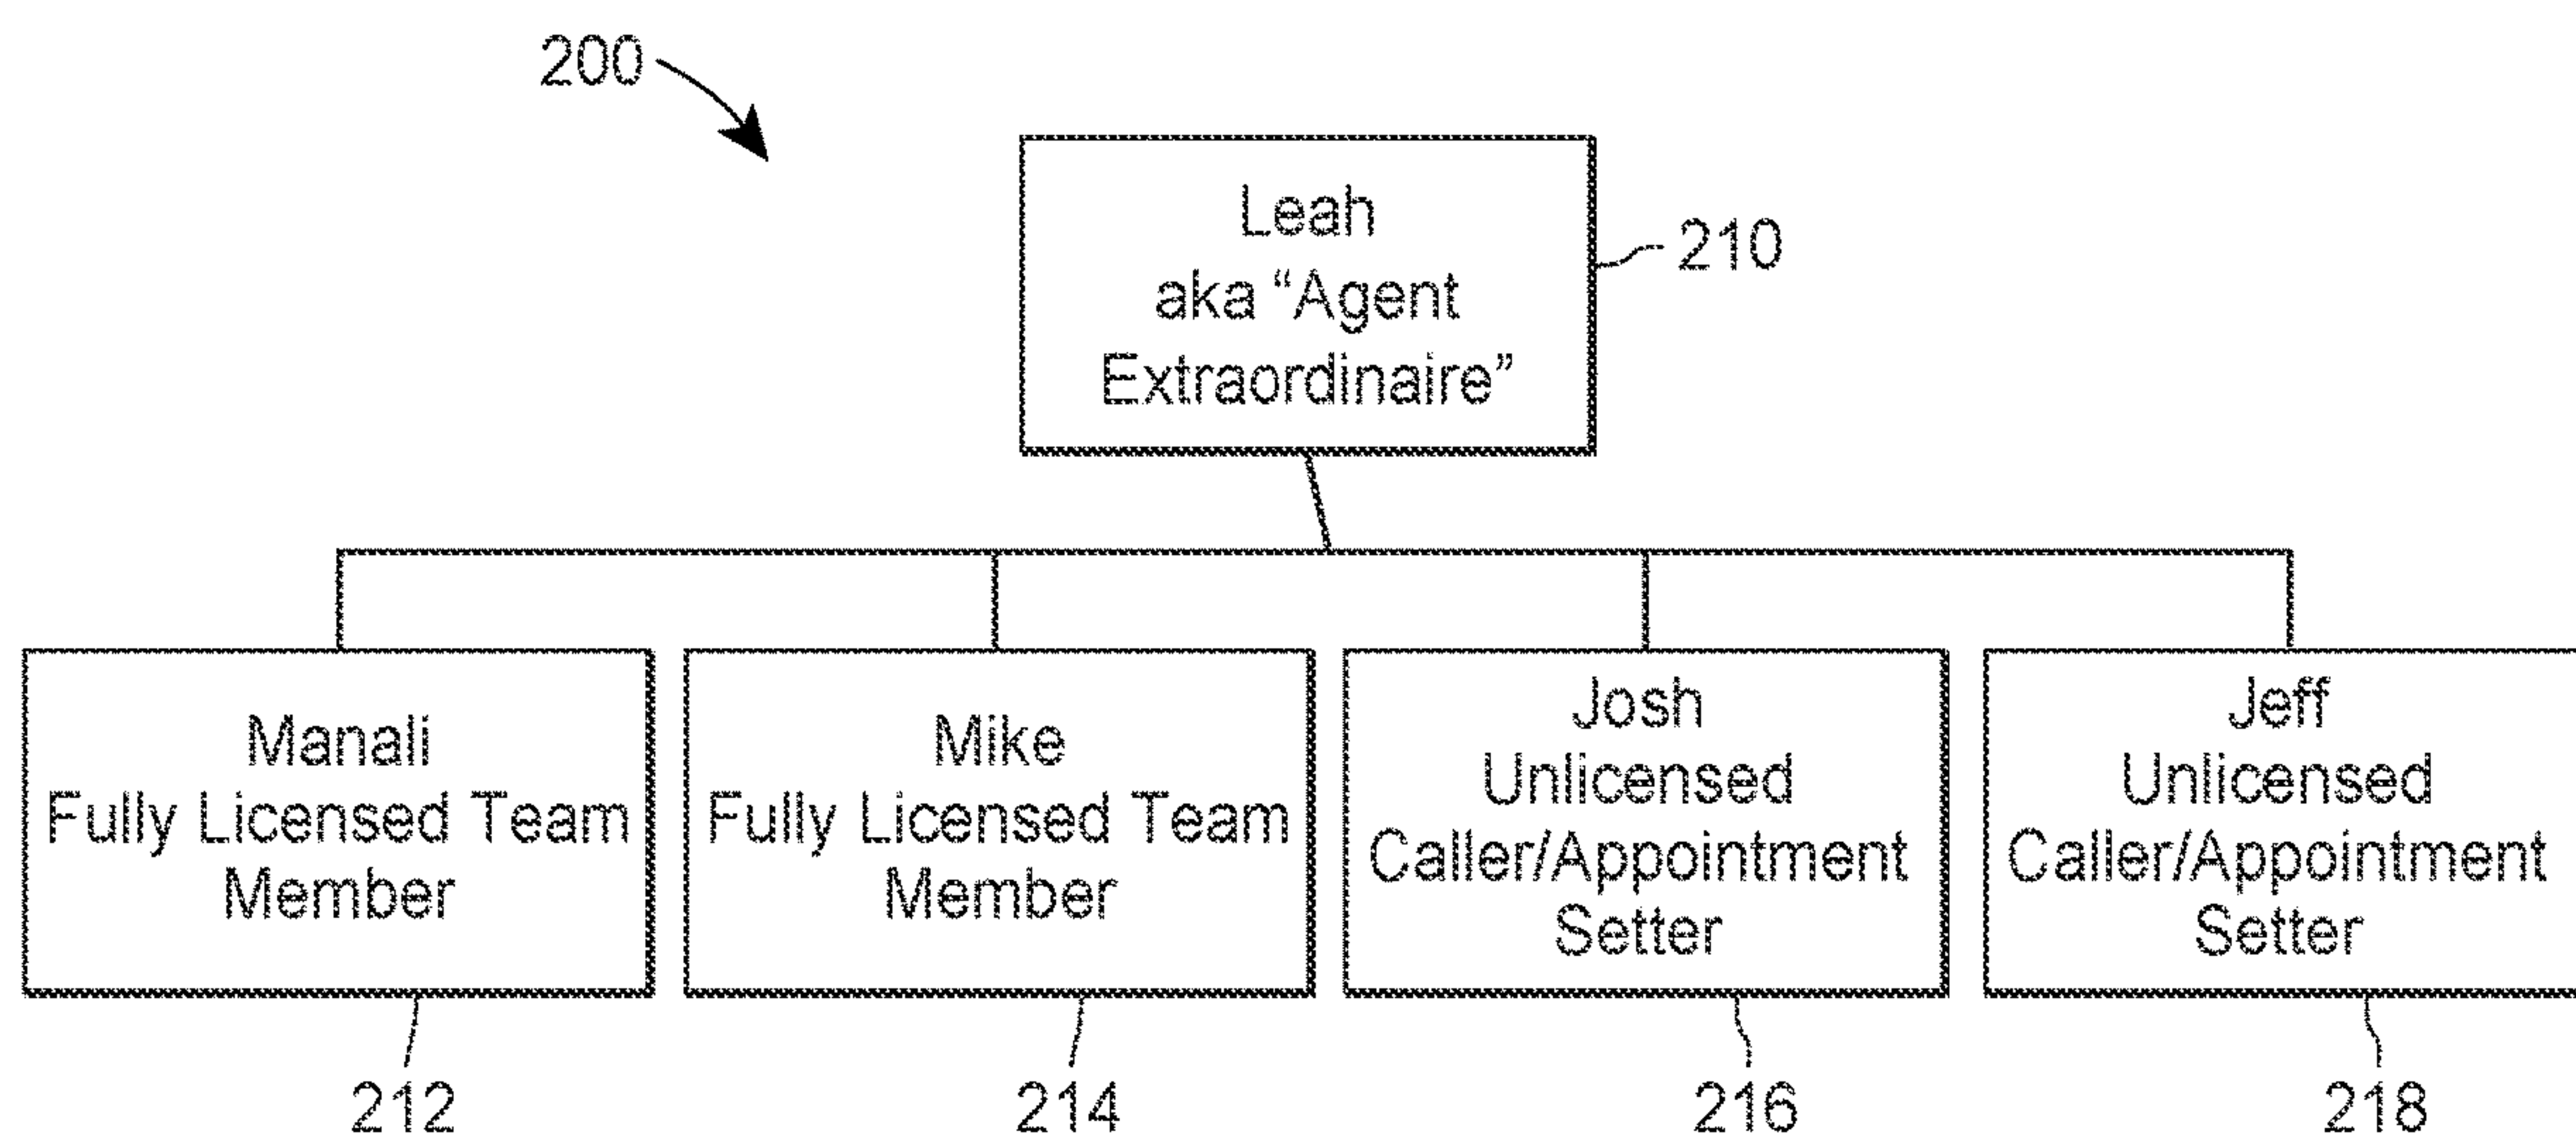 200
Leah
aka “Agent
Extraordinaire”
210
Manali
Fully Licensed Team
Member
Mike
Fully Licensed Team
Member
Josh
Unlicensed
Caller/Appointment
Setter
Jeff
Unlicensed
Caller/Appointment
Setter
212
214
216
218